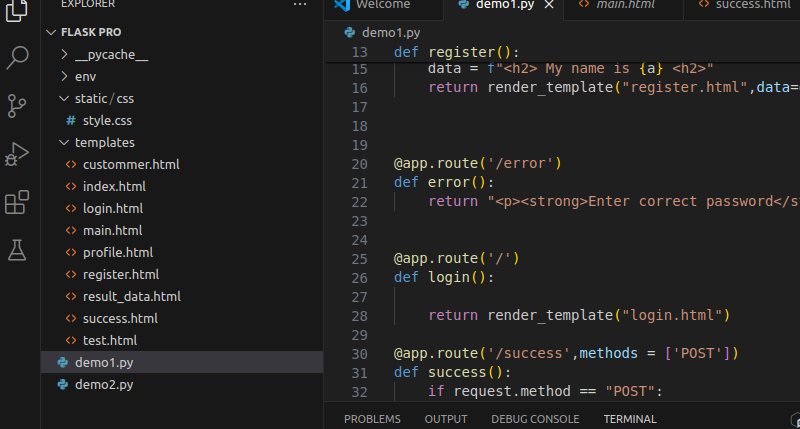 EXPLORER
FLASK PRO
__pycache__
env
static/css
# style.css
templates
<> custommer.html
<> index.html
<> login.html
<> main.html
<> profile.html
<> register.html
<> result_data.html
<> success.html
<> test.html
demo1.py
demo2.py
Welcome
demo1.py
<> main.html
<> success.html
demo1.py
13 def register():
15 data = f"<h2> My name is {a} <h2>"
16 return render_template("register.html",data=
17
18
19
20 @app.route('/error')
21 def error():
22 return "<p><strong>Enter correct password</s
23
24
25 @app.route('/')
26 def login():
27
28 return render_template("login.html")
29
30 @app.route('/success',methods = ['POST'])
31 def success():
32 if request.method == "POST":
PROBLEMS OUTPUT DEBUG CONSOLE TERMINAL